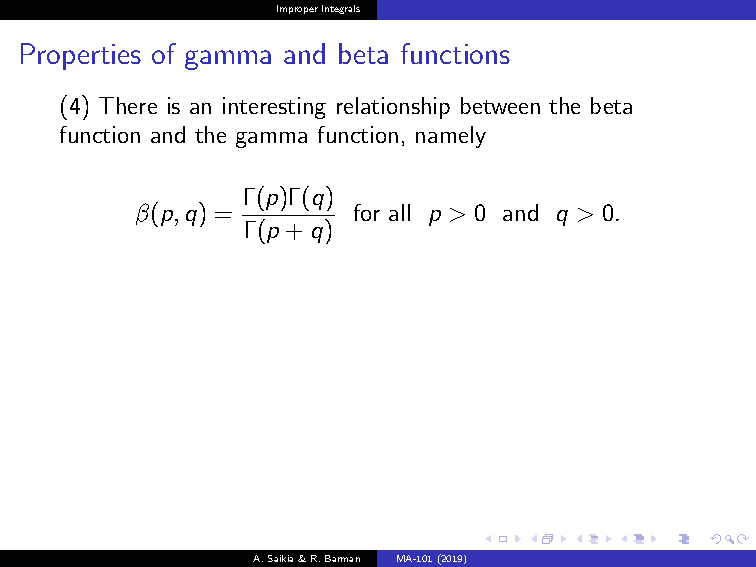 Improper Integrals
Properties of gamma and beta functions
(4) There is an interesting relationship between the beta
function and the gamma function, namely
β(p, q) = Γ(p)Γ(q) / Γ(p + q) for all p > 0 and q > 0.
A. Saikia & R. Barman MA-101 (2019)